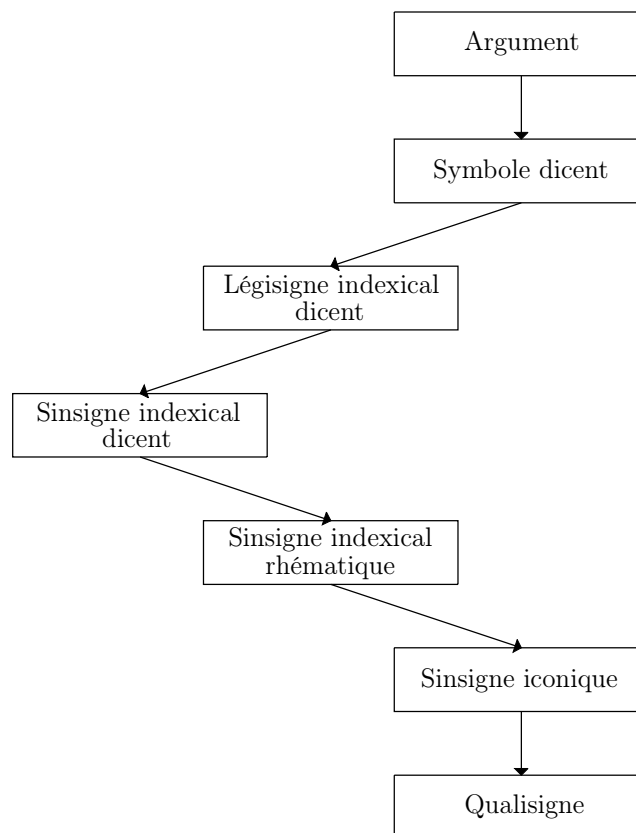 Argument
Symbole dicent
Légisigne indexical
dicent
Sinsigne indexical
dicent
Sinsigne indexical
rhématique
Sinsigne iconique
Qualisigne